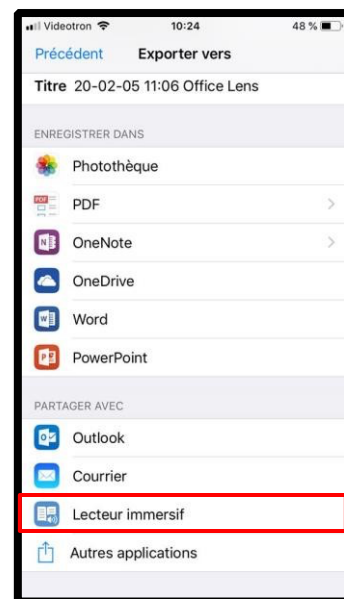 Videotron 10:24 48 %
Précédent Exporter vers
Titre 20-02-05 11:06 Office Lens
ENREGISTRER DANS
Photothèque
PDF PDF
N OneNote
OneDrive
W Word
P PowerPoint
PARTAGER AVEC
Outlook
Courrier
Lecteur immersif
Autres applications